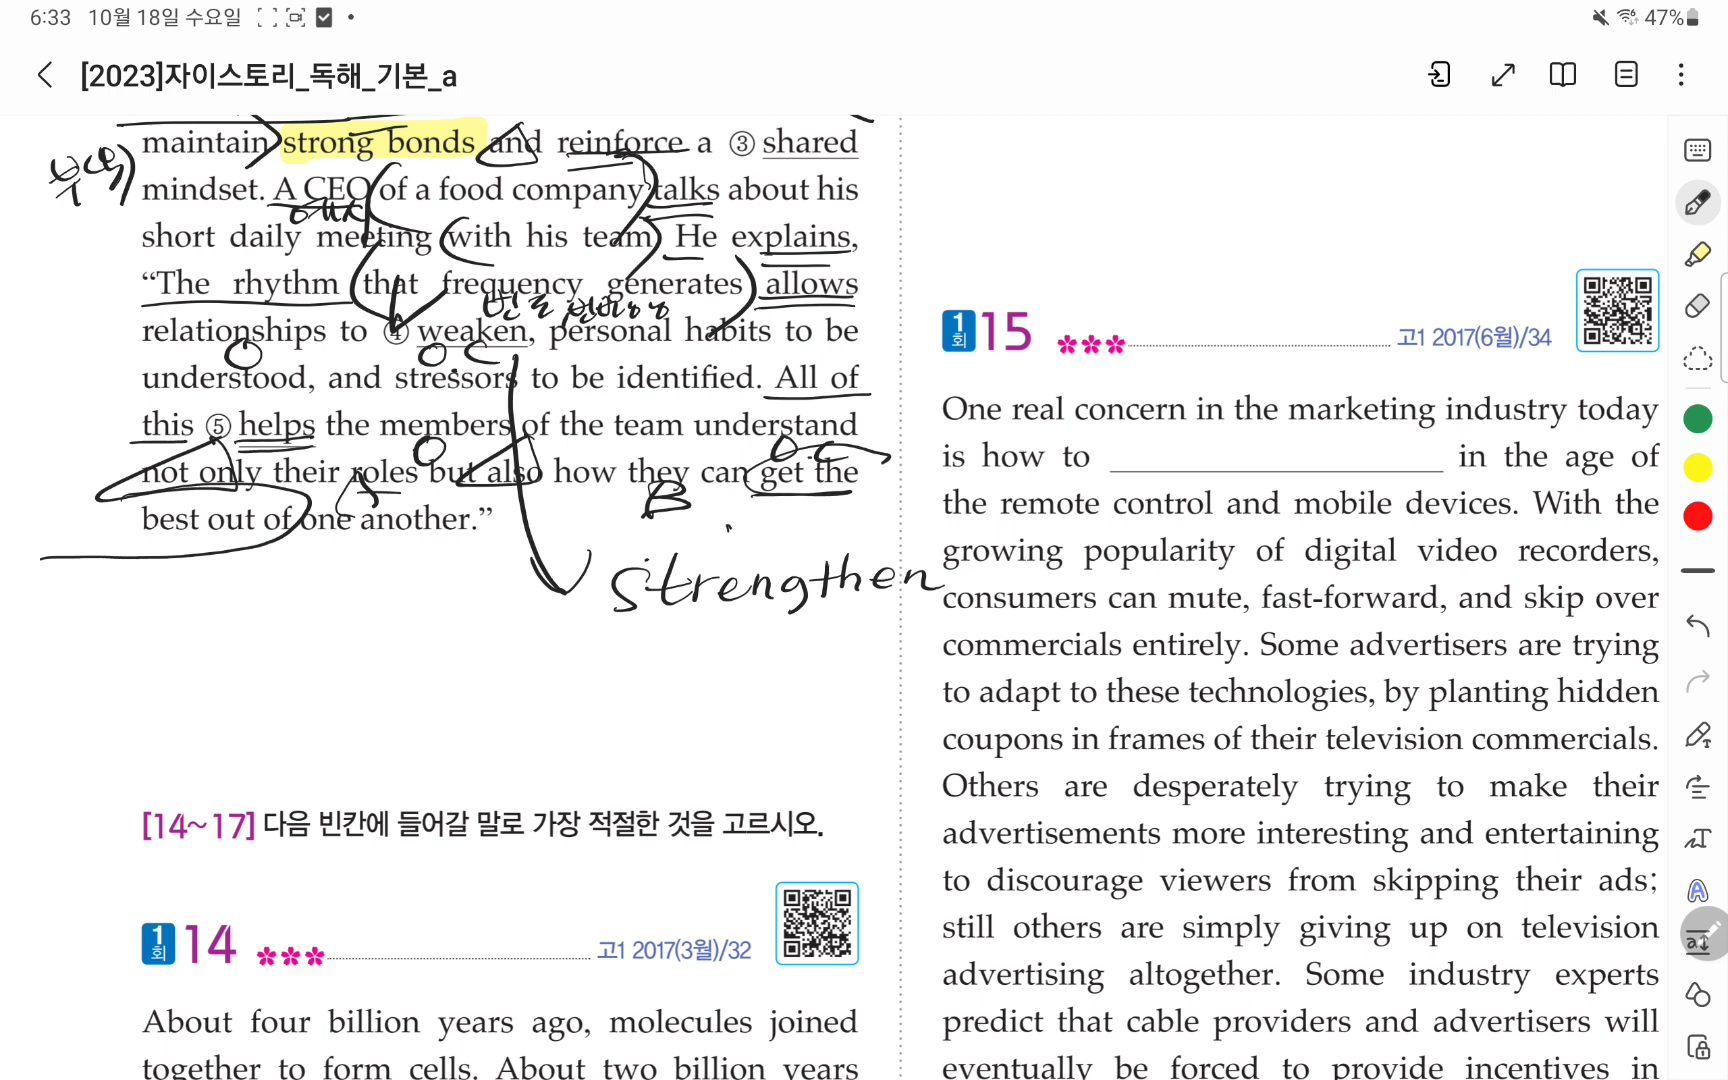 6:33 10월 18일 수요일
47%
[2023]자이스토리_독해_기본_a
maintain strong bonds and reinforce a ③ shared
mindset. A CEO of a food company talks about his
short daily meeting with his team. He explains,
“The rhythm that frequency generates allows
relationships to ④ weaken, personal habits to be
understood, and stressors to be identified. All of
this ⑤ helps the members of the team understand
not only their roles but also how they can get the
best out of one another.”
O
O.C
O
O.C
A
B
strengthen
[14~17] 다음 빈칸에 들어갈 말로 가장 적절한 것을 고르시오.
1회 14 고1 2017(3월)/32
About four billion years ago, molecules joined
together to form cells. About two billion years
1회 15 고1 2017(6월)/34
One real concern in the marketing industry today
is how to ____________________ in the age of
the remote control and mobile devices. With the
growing popularity of digital video recorders,
consumers can mute, fast-forward, and skip over
commercials entirely. Some advertisers are trying
to adapt to these technologies, by planting hidden
coupons in frames of their television commercials.
Others are desperately trying to make their
advertisements more interesting and entertaining
to discourage viewers from skipping their ads;
still others are simply giving up on television
advertising altogether. Some industry experts
predict that cable providers and advertisers will
eventually be forced to provide incentives in